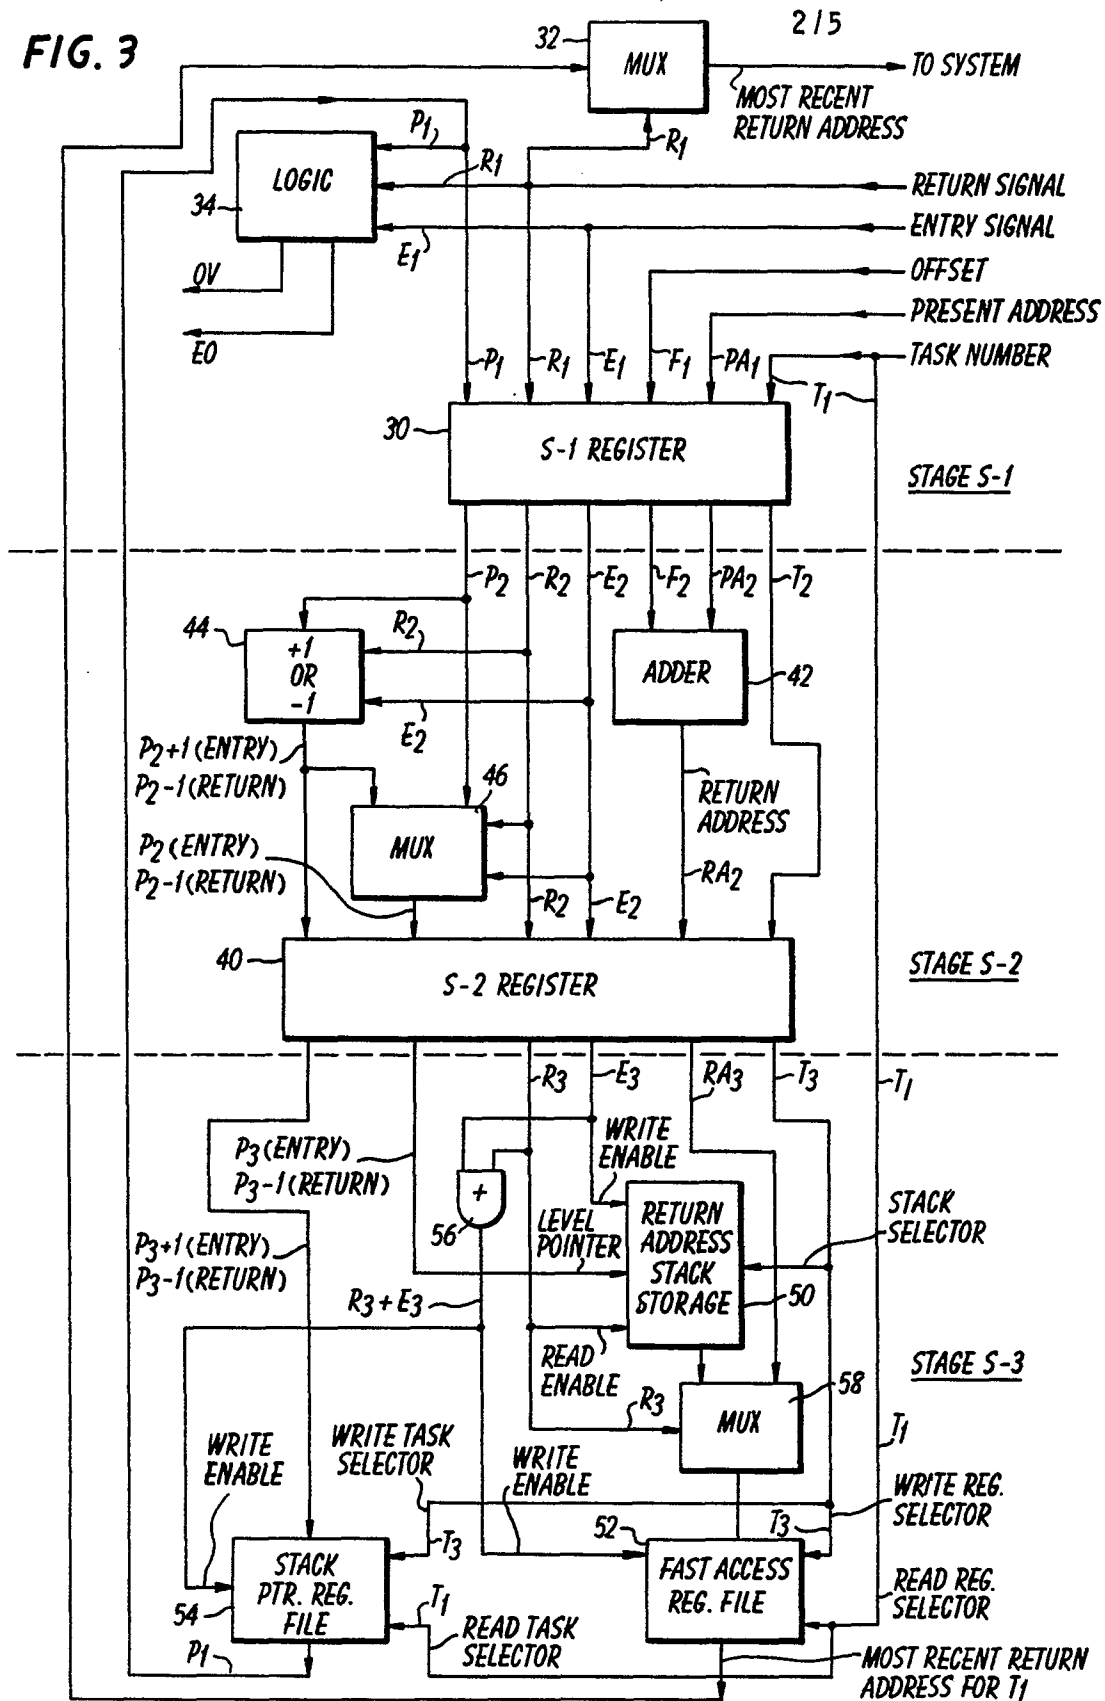 FIG. 3
2/5
32
MUX
TO SYSTEM
MOST RECENT
RETURN ADDRESS
P1
R1
LOGIC
R1
34
RETURN SIGNAL
ENTRY SIGNAL
E1
OV
OFFSET
PRESENT ADDRESS
EO
TASK NUMBER
P1
R1
E1
F1
PA1
T1
30
S-1 REGISTER
STAGE S-1
P2
R2
E2
F2
PA2
T2
44
R2
+1
OR
-1
ADDER
42
E2
P2+1 (ENTRY)
P2-1 (RETURN)
46
RETURN
ADDRESS
MUX
P2 (ENTRY)
P2-1 (RETURN)
RA2
R2
E2
40
S-2 REGISTER
STAGE S-2
R3
E3
RA3
T3
T1
P3 (ENTRY)
P3-1 (RETURN)
WRITE
ENABLE
+
56
LEVEL
POINTER
RETURN
ADDRESS
STACK
STORAGE
STACK
SELECTOR
50
P3+1 (ENTRY)
P3-1 (RETURN)
R3+E3
READ
ENABLE
STAGE S-3
58
MUX
R3
T1
WRITE
ENABLE
WRITE TASK
SELECTOR
WRITE
ENABLE
WRITE REG.
SELECTOR
T3
52
T3
STACK
PTR. REG.
FILE
54
FAST ACCESS
REG. FILE
READ REG.
SELECTOR
T1
READ TASK
SELECTOR
P1
MOST RECENT RETURN
ADDRESS FOR T1